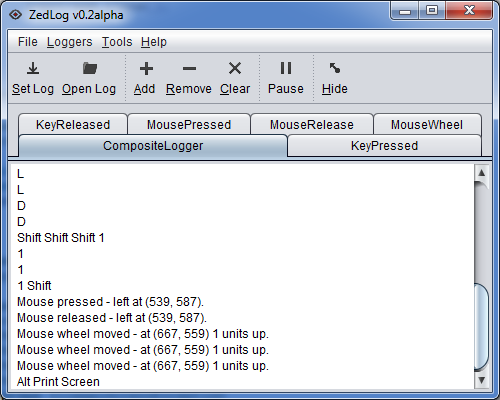 ZedLog v0.2alpha
File Loggers Tools Help
Set Log Open Log Add Remove Clear Pause Hide
KeyReleased MousePressed MouseRelease MouseWheel
CompositeLogger KeyPressed
L
L
D
D
Shift Shift Shift 1
1
1
1 Shift
Mouse pressed - left at (539, 587).
Mouse released - left at (539, 587).
Mouse wheel moved - at (667, 559) 1 units up.
Mouse wheel moved - at (667, 559) 1 units up.
Mouse wheel moved - at (667, 559) 1 units up.
Alt Print Screen